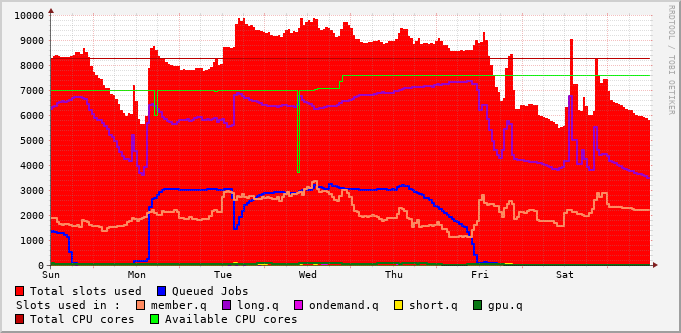 10000
9000
8000
7000
6000
5000
4000
3000
2000
1000
0
Sun Mon Tue Wed Thu Fri Sat
RRDTOOL / TOBI OETIKER
Total slots used Queued Jobs
Slots used in : member.q long.q ondemand.q short.q gpu.q
Total CPU cores Available CPU cores